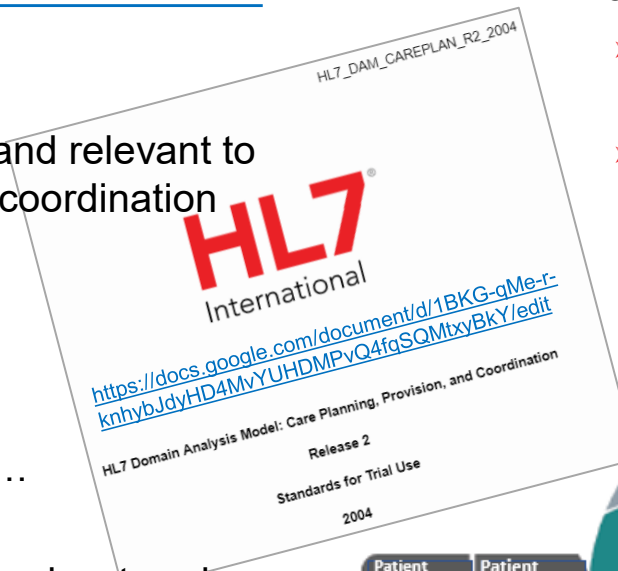 HL7_DAM_CAREPLAN_R2_2004
and relevant to
coordination
HL7®
International
https://docs.google.com/document/d/1BKG-qMe-r-
knhybJdyHD4MvYUHDMPvQ4fqSQMtxyBkY/edit
HL7 Domain Analysis Model: Care Planning, Provision, and Coordination
Release 2
Standards for Trial Use
2004
..
Patient
Patient